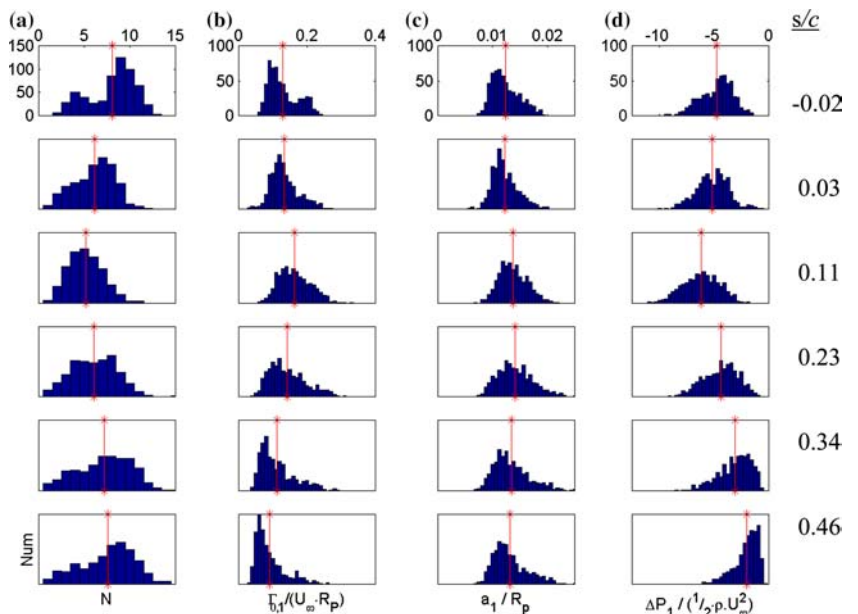 (a) (b) (c) (d) s/c
0 5 10 15 0 0.2 0.4 0 0.01 0.02 -10 0
150 100 50 0
100 50 0
100 50 0
100 50 0
-0.02
0.03
0.11
0.23
0.34
0.46
Num
N
Γ0,1/(U∞·RP)
a1 / Rp
ΔP1 / (1/2·ρ.U∞2)